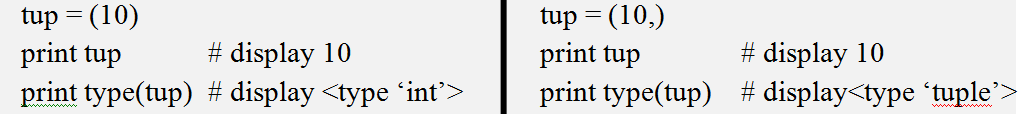 tup = (10)
print tup # display 10
print type(tup) # display <type ‘int’>
tup = (10,)
print tup # display 10
print type(tup) # display<type ‘tuple’>